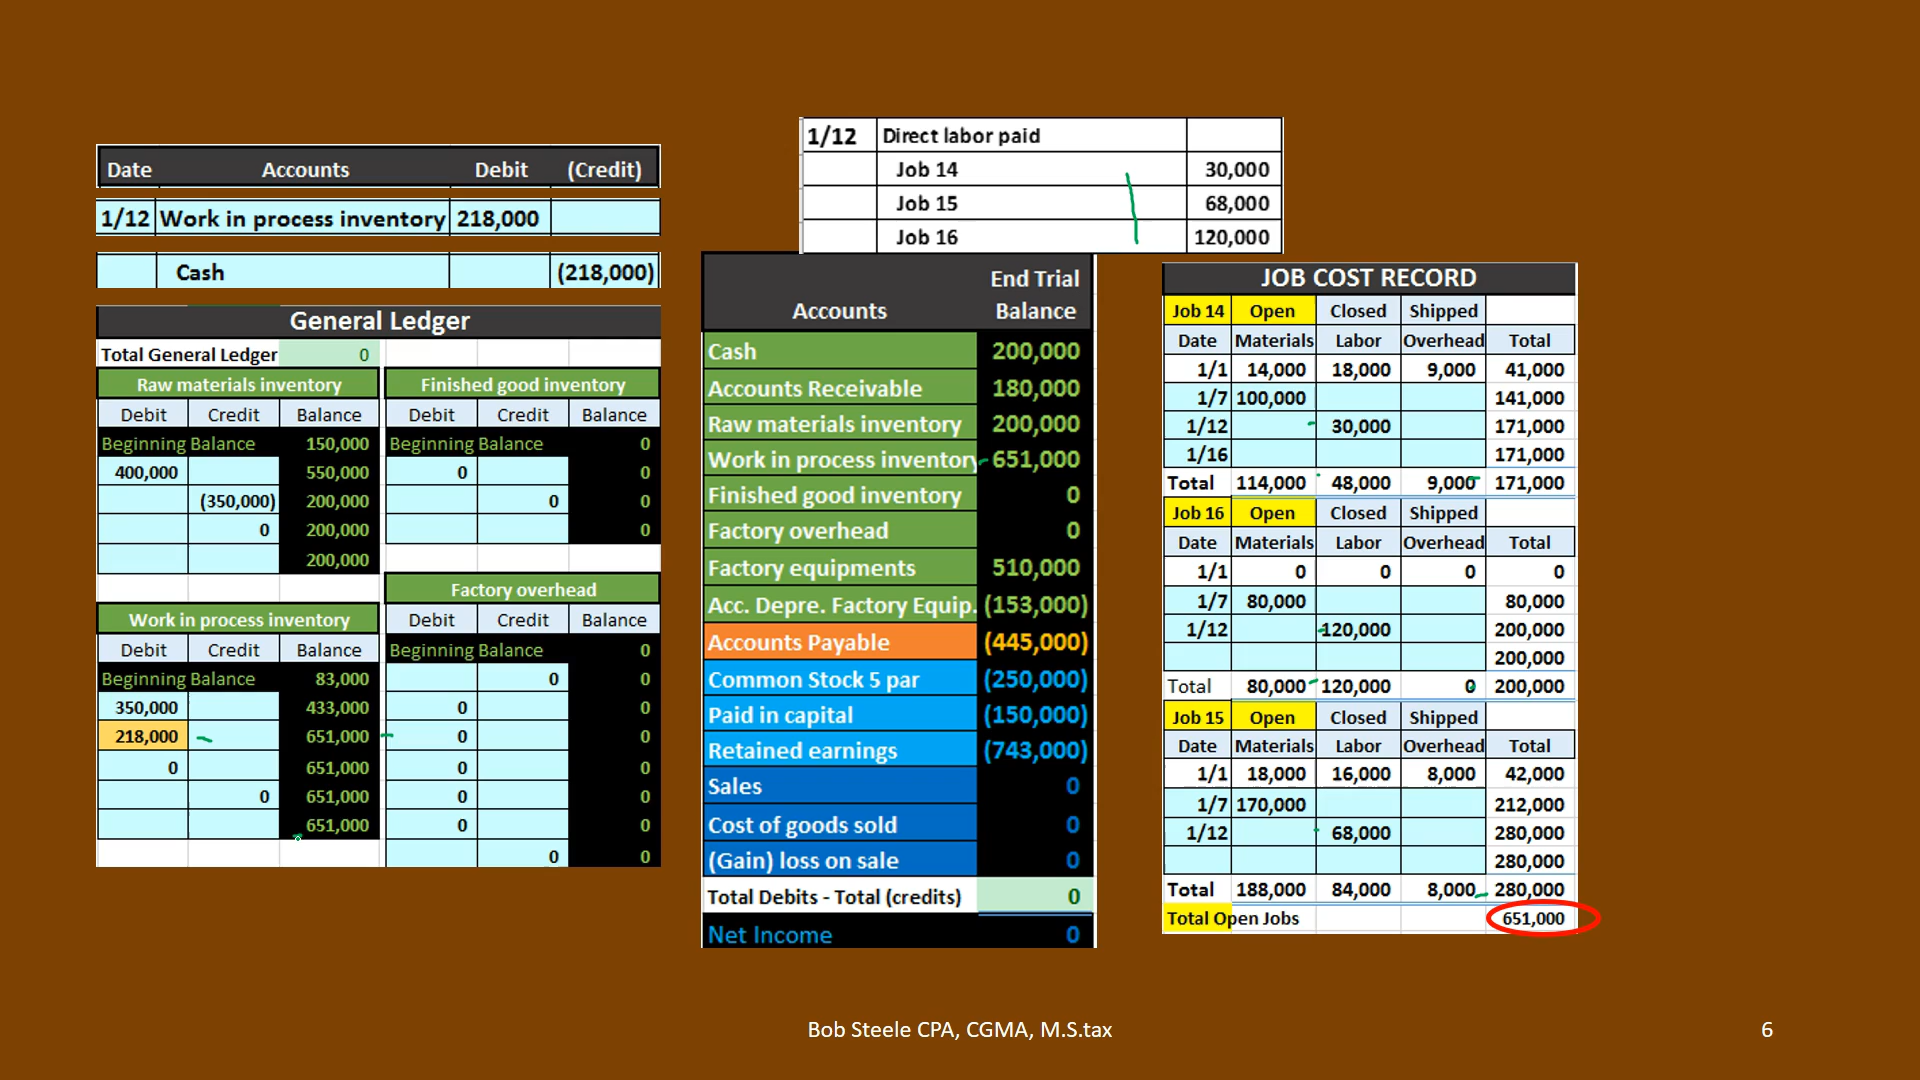 Date Accounts Debit (Credit)
1/12 Work in process inventory 218,000
Cash (218,000)
General Ledger
Total General Ledger 0
Raw materials inventory
Debit Credit Balance
Beginning Balance 150,000
400,000 550,000
(350,000) 200,000
0 200,000
200,000
Finished good inventory
Debit Credit Balance
Beginning Balance 0
0 0
0 0
0
Work in process inventory
Debit Credit Balance
Beginning Balance 83,000
350,000 433,000
218,000 651,000
0 651,000
0 651,000
651,000
Factory overhead
Debit Credit Balance
Beginning Balance 0
0 0
0 0
0 0
0 0
0 0
0 0
0 0
1/12 Direct labor paid
Job 14 30,000
Job 15 68,000
Job 16 120,000
Accounts End Trial Balance
Cash 200,000
Accounts Receivable 180,000
Raw materials inventory 200,000
Work in process inventory 651,000
Finished good inventory 0
Factory overhead 0
Factory equipments 510,000
Acc. Depre. Factory Equip. (153,000)
Accounts Payable (445,000)
Common Stock 5 par (250,000)
Paid in capital (150,000)
Retained earnings (743,000)
Sales 0
Cost of goods sold 0
(Gain) loss on sale 0
Total Debits - Total (credits) 0
Net Income 0
JOB COST RECORD
Job 14 Open Closed Shipped
Date Materials Labor Overhead Total
1/1 14,000 18,000 9,000 41,000
1/7 100,000 141,000
1/12 30,000 171,000
1/16 171,000
Total 114,000 48,000 9,000 171,000
Job 16 Open Closed Shipped
Date Materials Labor Overhead Total
1/1 0 0 0 0
1/7 80,000 80,000
1/12 120,000 200,000
200,000
Total 80,000 120,000 0 200,000
Job 15 Open Closed Shipped
Date Materials Labor Overhead Total
1/1 18,000 16,000 8,000 42,000
1/7 170,000 212,000
1/12 68,000 280,000
280,000
Total 188,000 84,000 8,000 280,000
Total Open Jobs 651,000
Bob Steele CPA, CGMA, M.S.tax
6